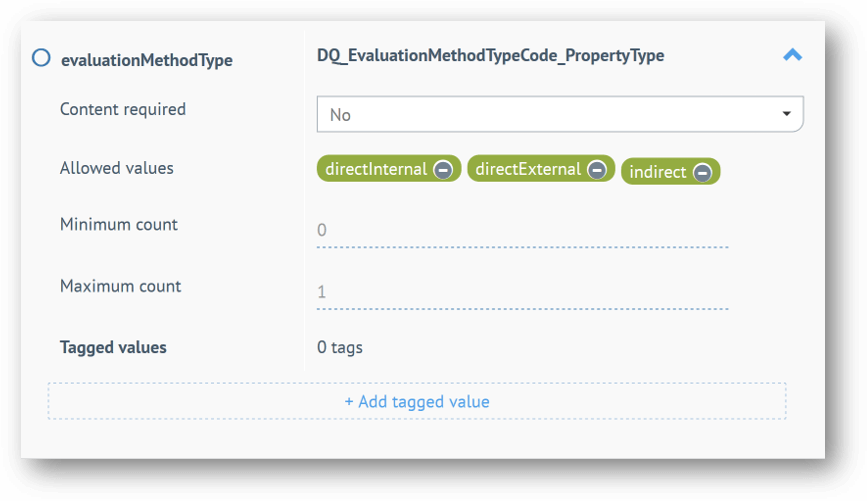 evaluationMethodType DQ_EvaluationMethodTypeCode_PropertyType
Content required No
Allowed values directInternal directExternal indirect
Minimum count 0
Maximum count 1
Tagged values 0 tags
+ Add tagged value